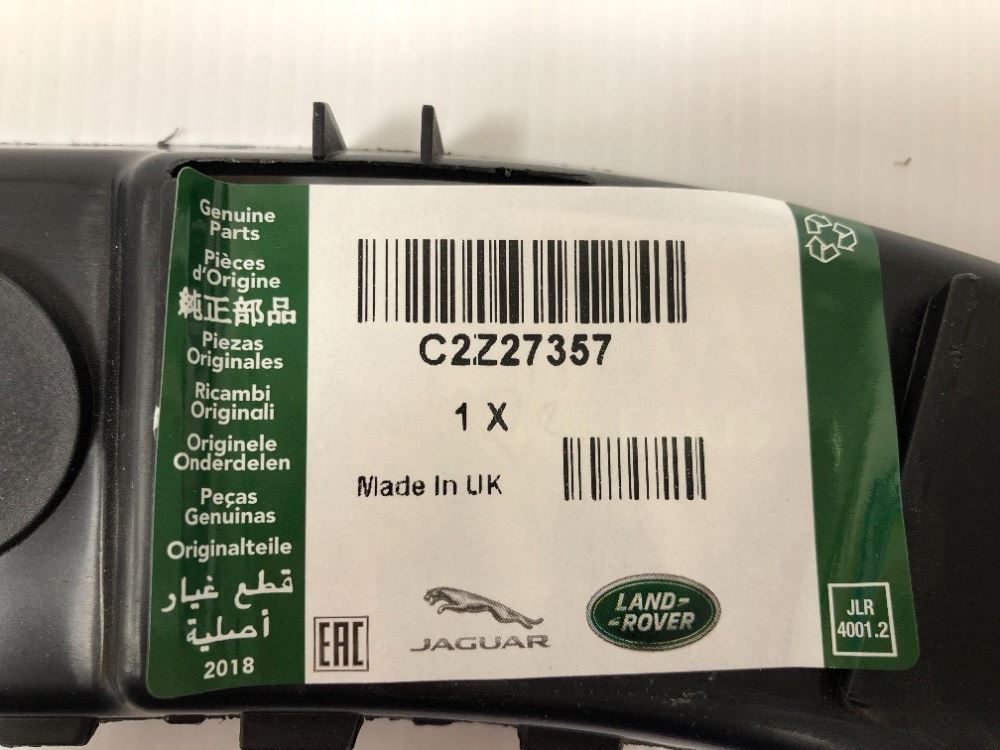 Genuine
Parts
Pièces
d'Origine
純正部品
Piezas
Originales
Ricambi
Originali
Originele
Onderdelen
Peças
Genuinas
Originalteile
قطع غيار
أصلية
2018
C2Z27357
1 X
Made In UK
EAC
JAGUAR
LAND-
-ROVER
JLR
4001.2